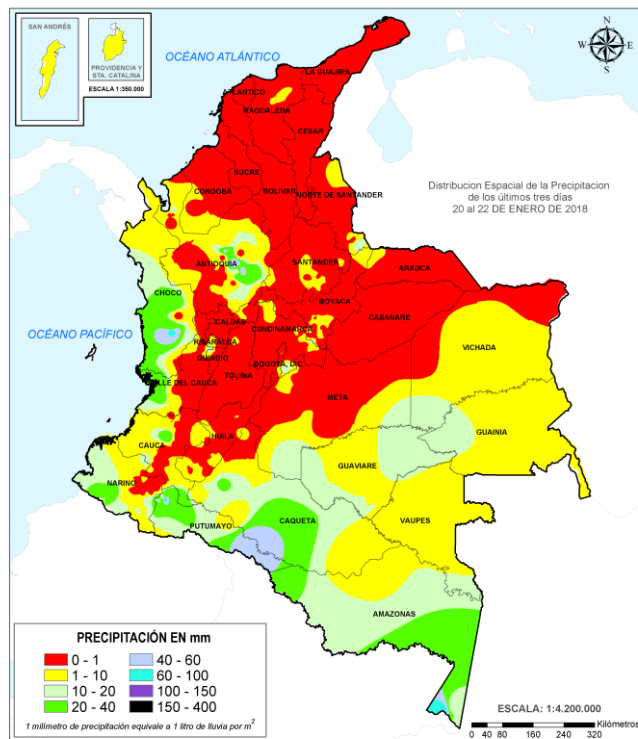 SAN ANDRÉS
PROVIDENCIA Y
STA. CATALINA
ESCALA 1:350.000
OCÉANO ATLÁNTICO
N
W E
S
LA GUAJIRA
ATLANTICO
MAGDALENA
CESAR
SUCRE
CORDOBA
BOLIVAR
NORTE DE SANTANDER
Distribucion Espacial de la Precipitacion
de los últimos tres días
20 al 22 DE ENERO DE 2018
ANTIOQUIA
SANTANDER
ARAUCA
CHOCO
BOYACA
CASANARE
OCÉANO PACÍFICO
CALDAS
CUNDINAMARCA
RISARALDA
VICHADA
QUINDIO
BOGOTA, D.C.
TOLIMA
VALLE DEL CAUCA
META
HUILA
CAUCA
GUAINIA
GUAVIARE
NARIÑO
CAQUETA
VAUPES
PUTUMAYO
AMAZONAS
PRECIPITACIÓN EN mm
0 - 1 40 - 60
1 - 10 60 - 100
10 - 20 100 - 150
20 - 40 150 - 400
1 milimetro de precipitación equivale a 1 litro de lluvia por m²
ESCALA: 1:4.200.000
Kilómetros
0 40 80 160 240 320